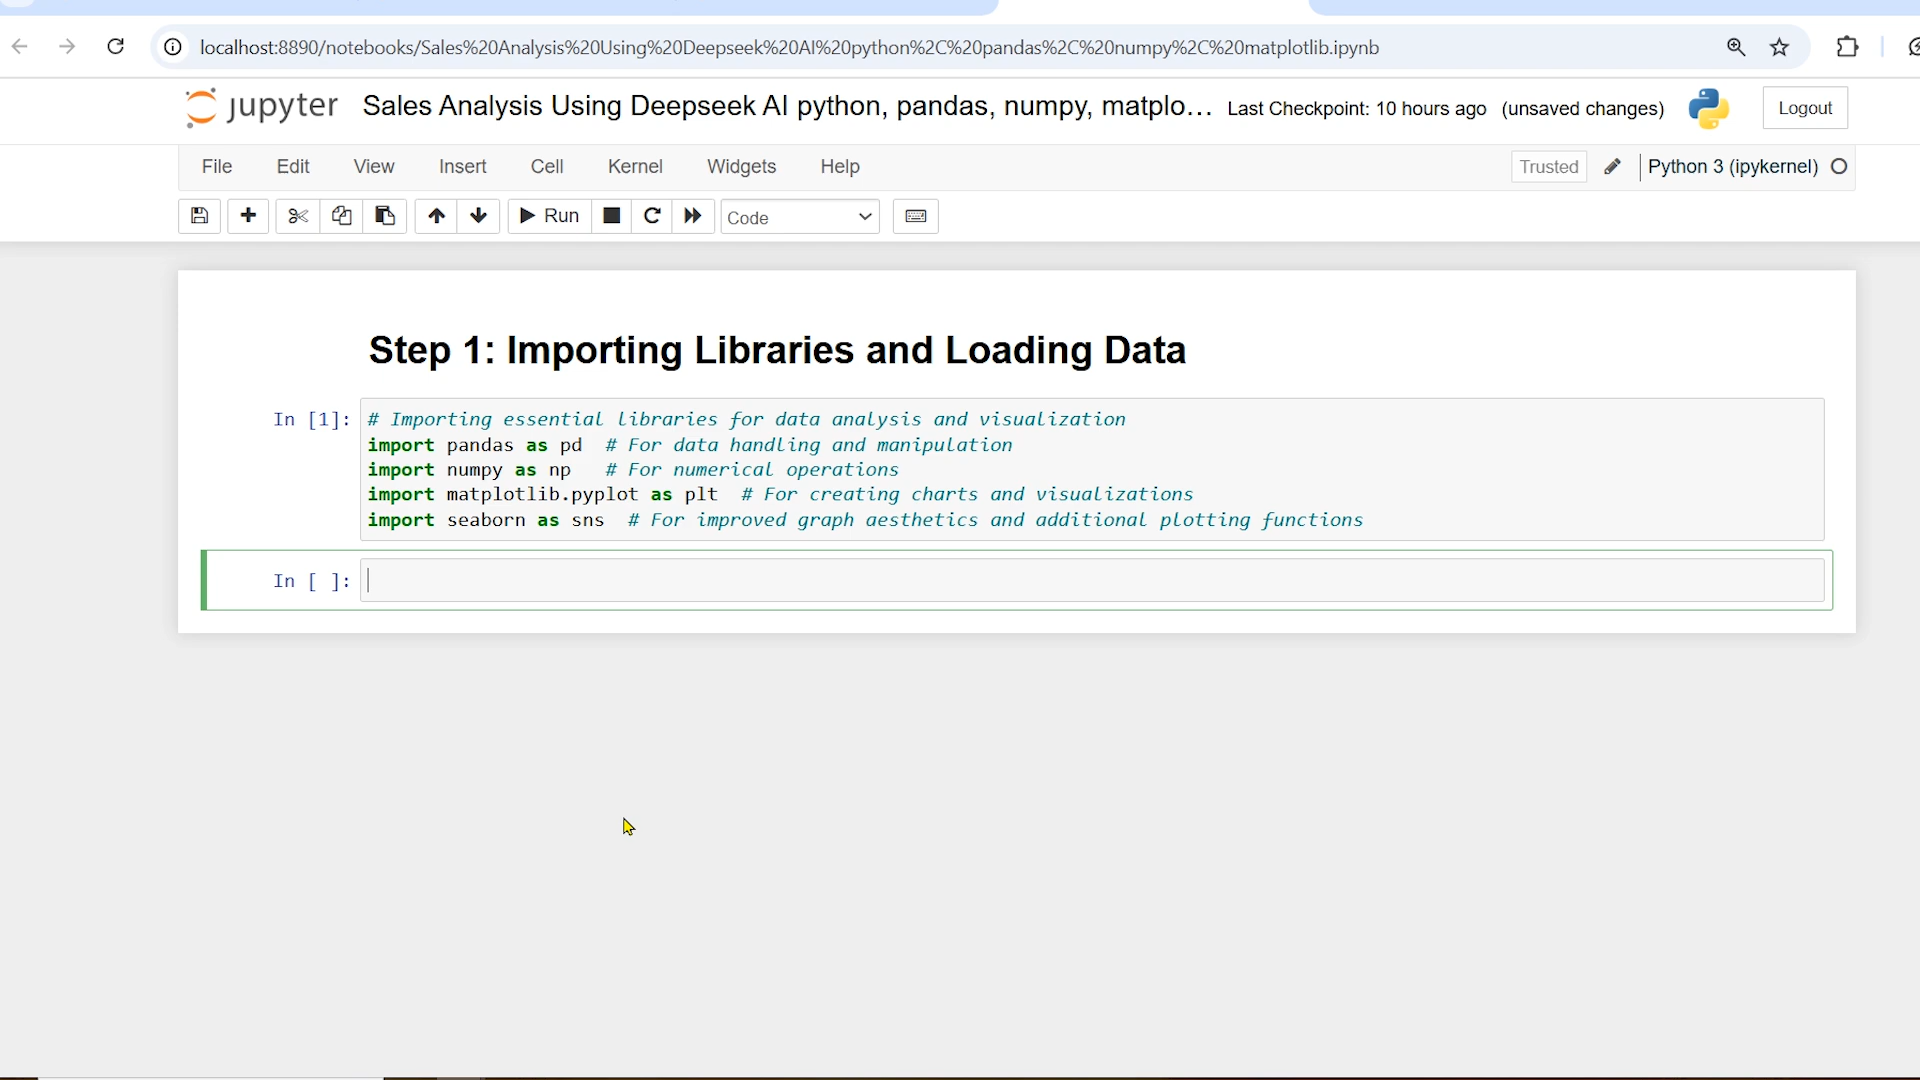 localhost:8890/notebooks/Sales%20Analysis%20Using%20Deepseek%20AI%20python%2C%20pandas%2C%20numpy%2C%20matplotlib.ipynb
jupyter Sales Analysis Using Deepseek AI python, pandas, numpy, matplo... Last Checkpoint: 10 hours ago (unsaved changes) Logout
File Edit View Insert Cell Kernel Widgets Help Trusted Python 3 (ipykernel)
Run Code
Step 1: Importing Libraries and Loading Data
In [1]: # Importing essential libraries for data analysis and visualization
import pandas as pd # For data handling and manipulation
import numpy as np # For numerical operations
import matplotlib.pyplot as plt # For creating charts and visualizations
import seaborn as sns # For improved graph aesthetics and additional plotting functions
In [ ]: